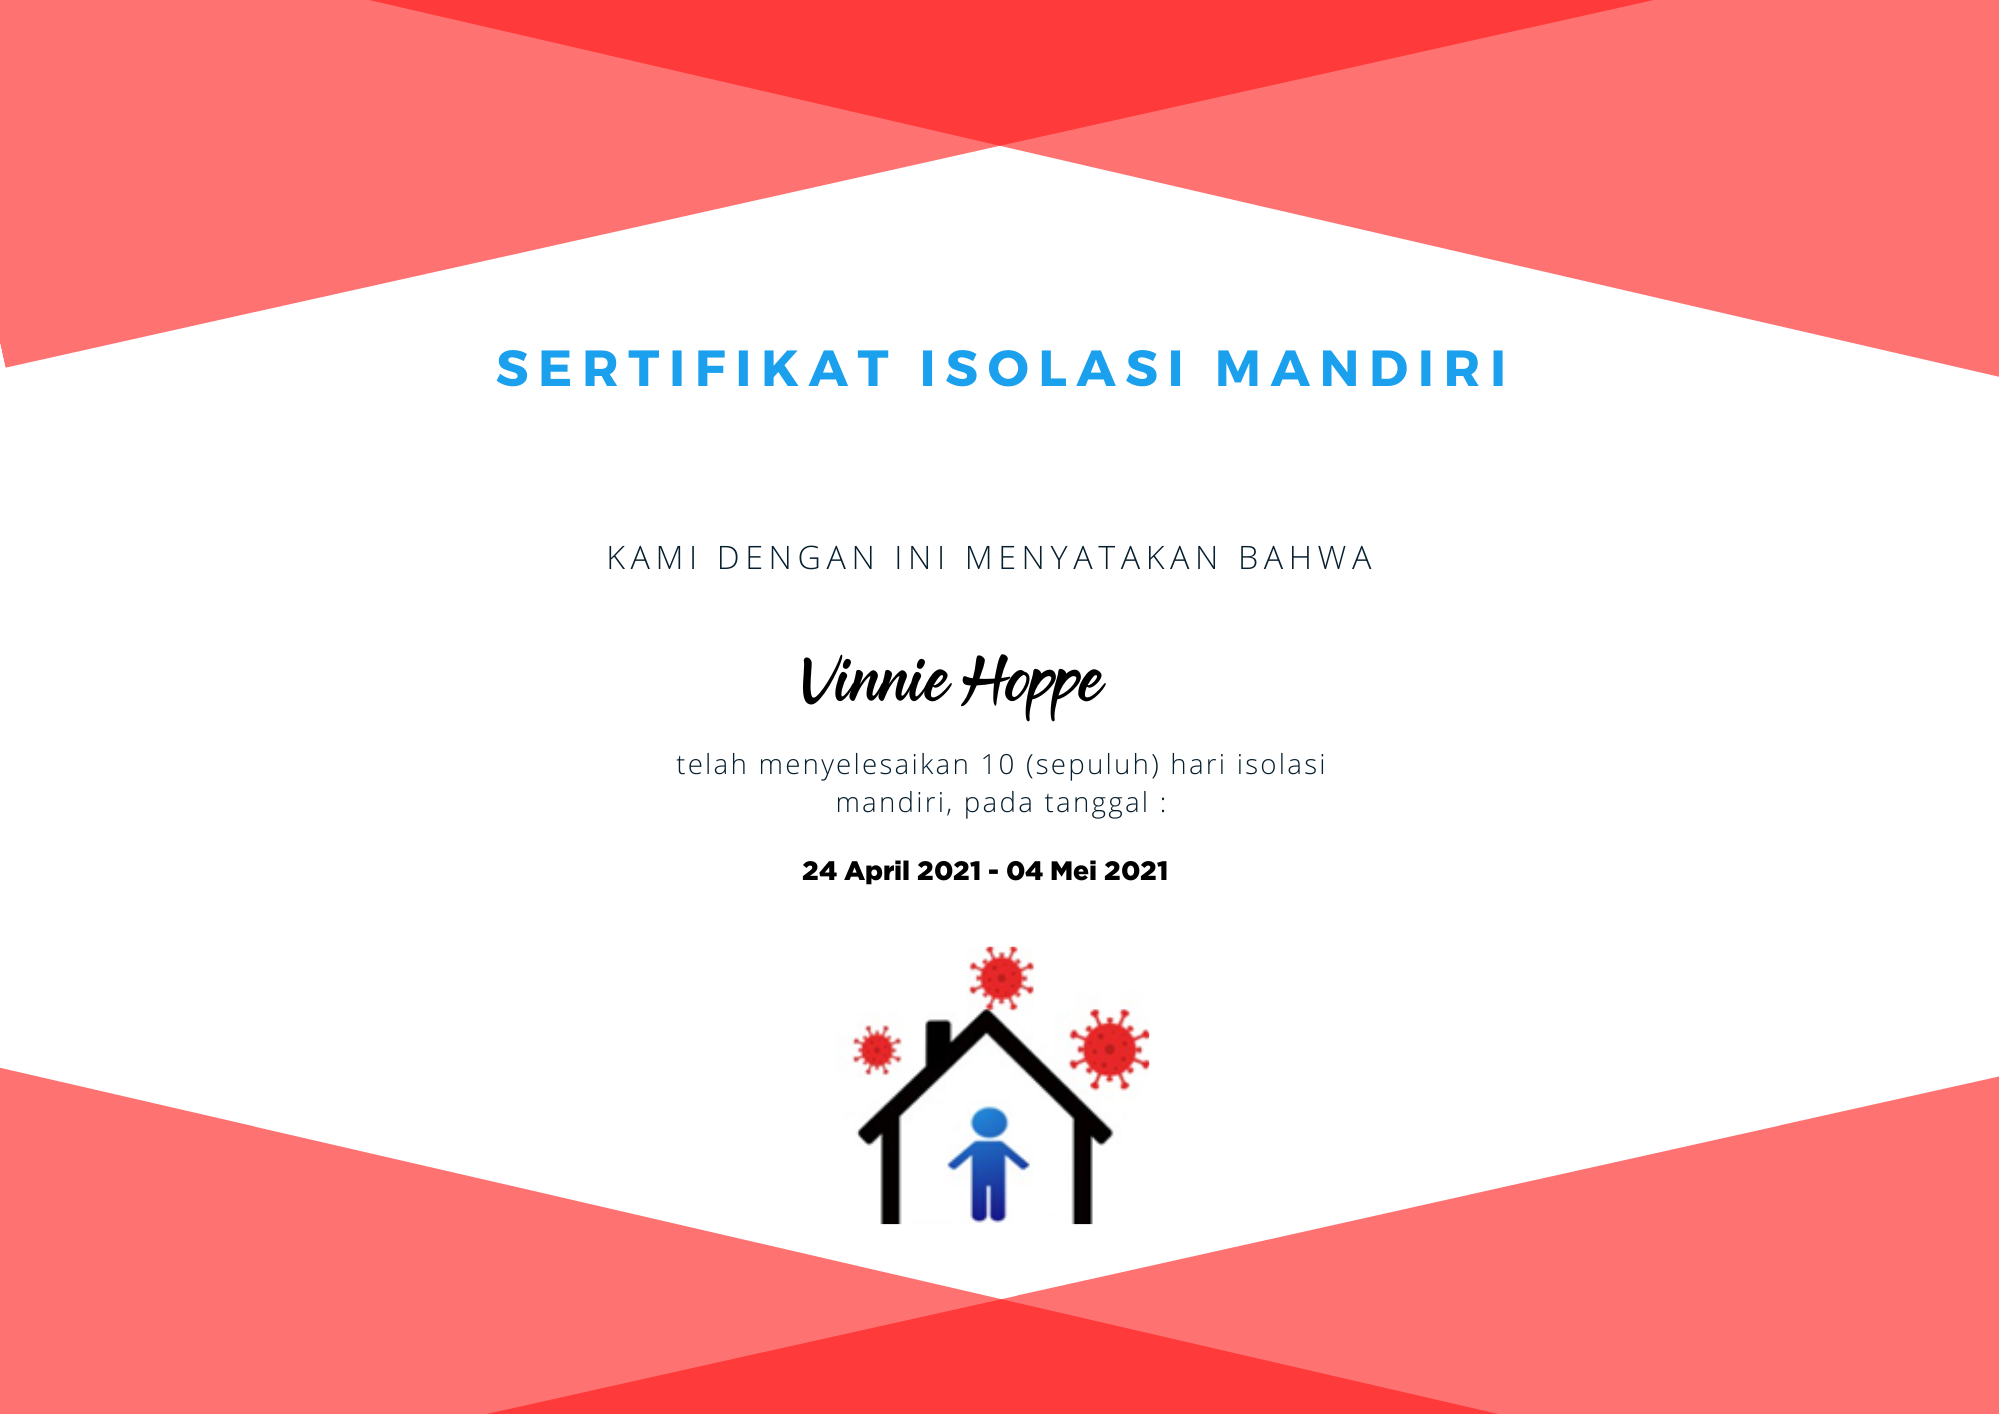 SERTIFIKAT ISOLASI MANDIRI
KAMI DENGAN INI MENYATAKAN BAHWA
Vinnie Hoppe
telah menyelesaikan 10 (sepuluh) hari isolasi
mandiri, pada tanggal :
24 April 2021 - 04 Mei 2021